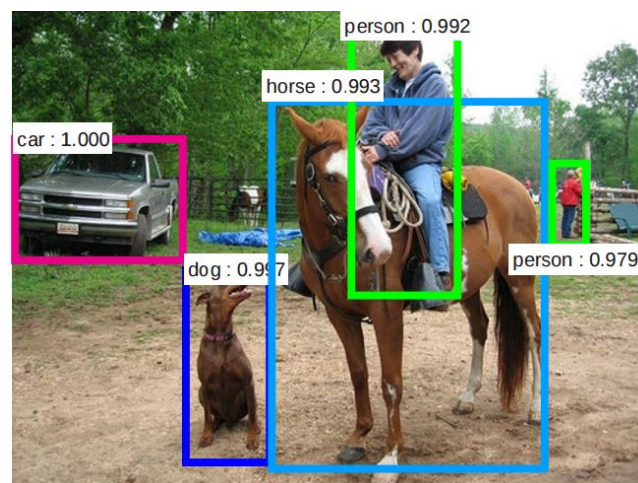 person : 0.992
horse : 0.993
car : 1.000
dog : 0.997
person : 0.979